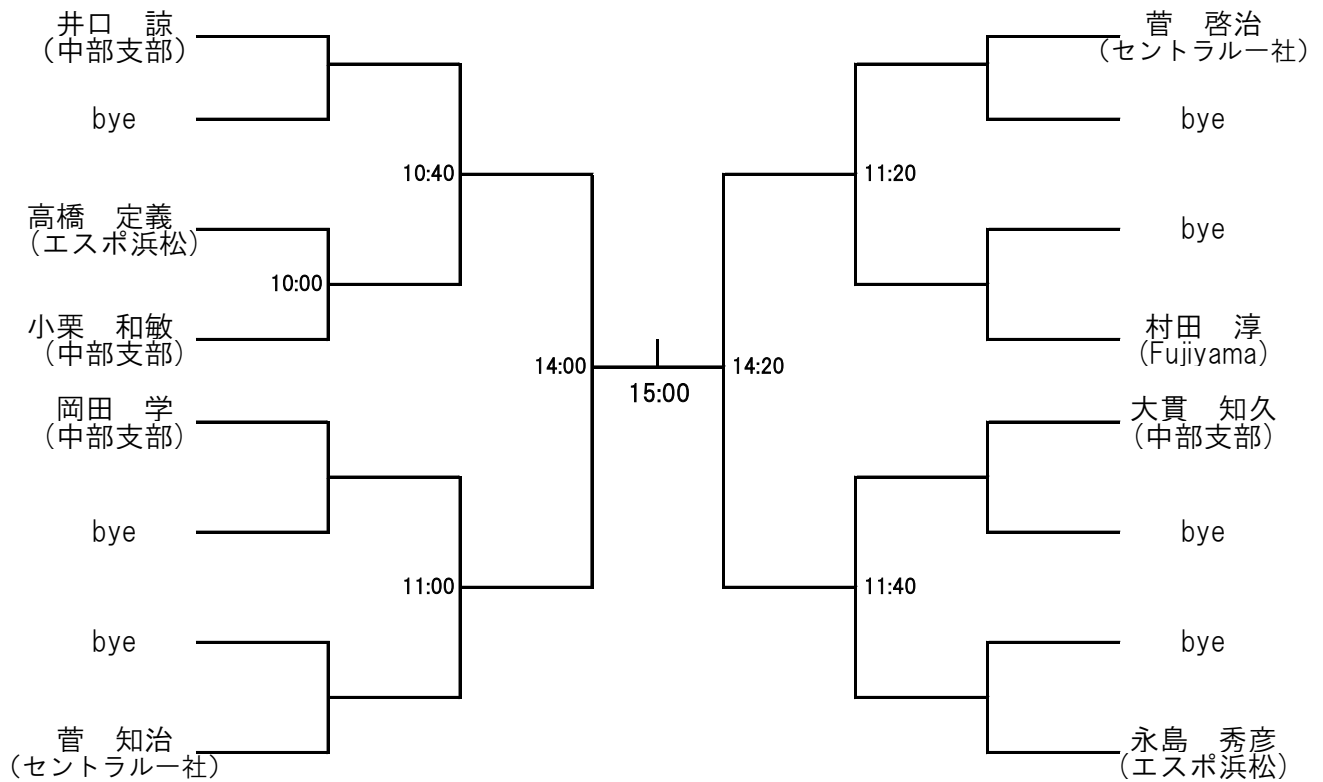 井口　諒
（中部支部）
bye
10:40
高橋　定義
（エスポ浜松）
10:00
小栗　和敏
（中部支部）
14:00
岡田　学
（中部支部）
bye
11:00
bye
菅　知治
（セントラル一社）
15:00
菅　啓治
（セントラル一社）
bye
11:20
bye
村田　淳
（Fujiyama）
14:20
大貫　知久
（中部支部）
bye
11:40
bye
永島　秀彦
（エスポ浜松）